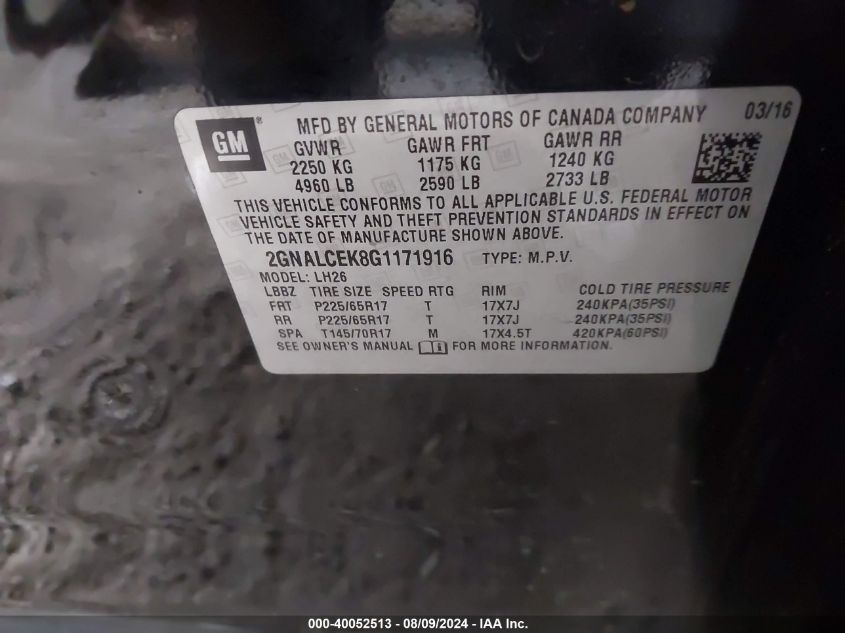 GM ®
MFD BY GENERAL MOTORS OF CANADA COMPANY 03/16
GVWR GAWR FRT GAWR RR
2250 KG 1175 KG 1240 KG
4960 LB 2590 LB 2733 LB
THIS VEHICLE CONFORMS TO ALL APPLICABLE U.S. FEDERAL MOTOR
VEHICLE SAFETY AND THEFT PREVENTION STANDARDS IN EFFECT ON
THE DATE OF MANUFACTURE SHOWN ABOVE.
2GNALCEK8G1171916 TYPE: M.P.V.
MODEL: LH26
LBBZ TIRE SIZE SPEED RTG RIM COLD TIRE PRESSURE
FRT P225/65R17 T 17X7J 240KPA(35PSI)
RR P225/65R17 T 17X7J 240KPA(35PSI)
SPA T145/70R17 M 17X4.5T 420KPA(60PSI)
SEE OWNER'S MANUAL FOR MORE INFORMATION.
000-40052513 - 08/09/2024 - IAA Inc.